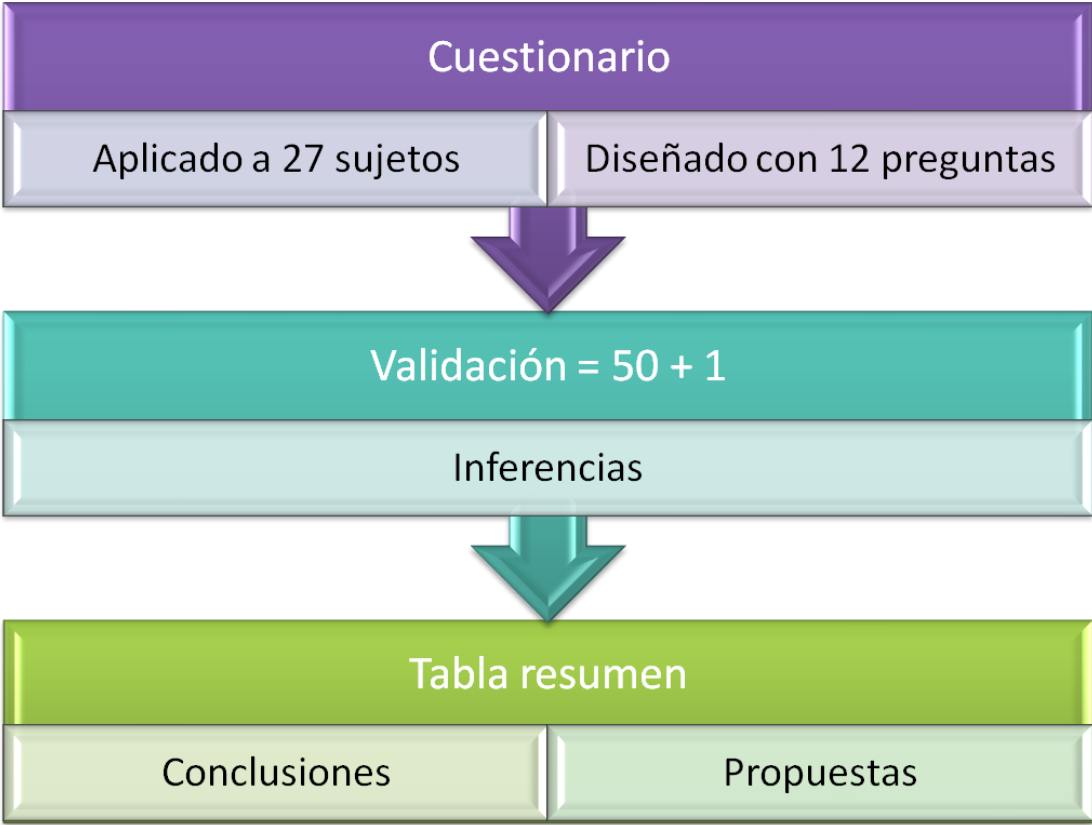 Cuestionario
Aplicado a 27 sujetos
Diseñado con 12 preguntas
Validación = 50 + 1
Inferencias
Tabla resumen
Conclusiones
Propuestas